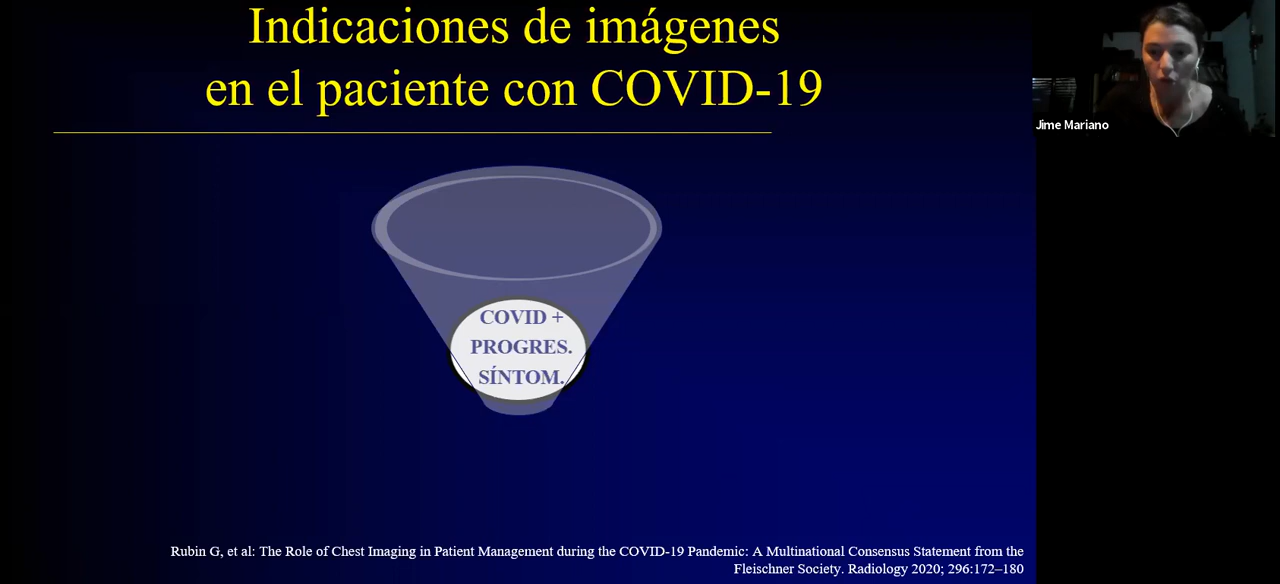 Indicaciones de imágenes
en el paciente con COVID-19
Jime Mariano
COVID +
PROGRES.
SÍNTOM.
Rubin G, et al: The Role of Chest Imaging in Patient Management during the COVID-19 Pandemic: A Multinational Consensus Statement from the
Fleischner Society. Radiology 2020; 296:172–180